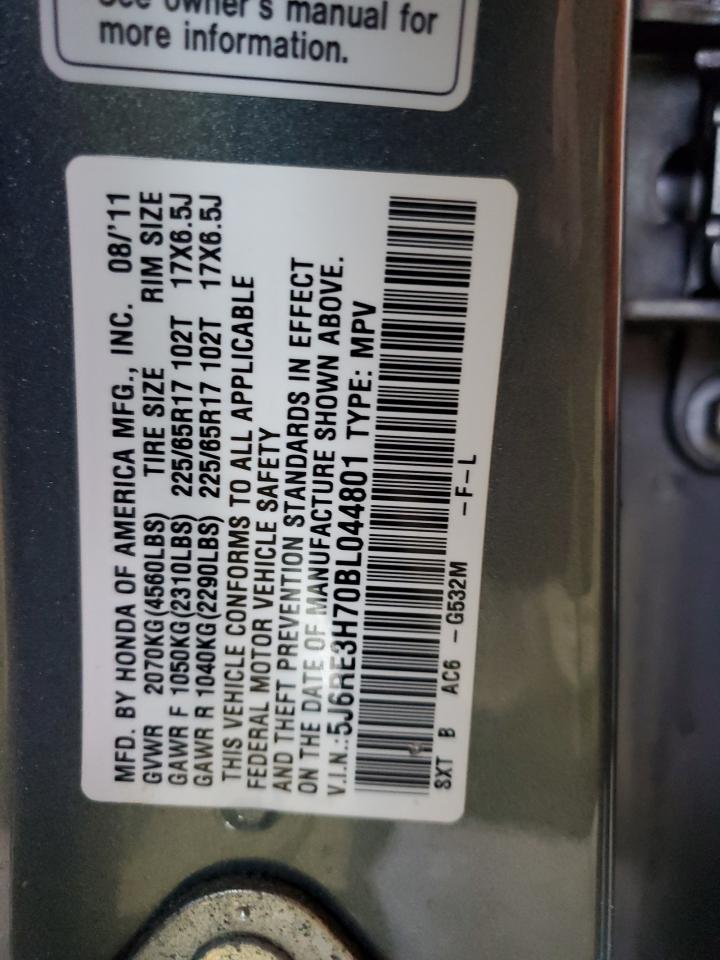 See owner's manual for
more information.
MFD. BY HONDA OF AMERICA MFG., INC. 08/'11
GVWR 2070KG(4560LBS) TIRE SIZE RIM SIZE
GAWR F 1050KG(2310LBS) 225/65R17 102T 17X6.5J
GAWR R 1040KG(2290LBS) 225/65R17 102T 17X6.5J
THIS VEHICLE CONFORMS TO ALL APPLICABLE
FEDERAL MOTOR VEHICLE SAFETY
AND THEFT PREVENTION STANDARDS IN EFFECT
ON THE DATE OF MANUFACTURE SHOWN ABOVE.
V.I.N.:5J6RE3H70BL044801 TYPE: MPV
SXT B AC6 -G532M -F-L